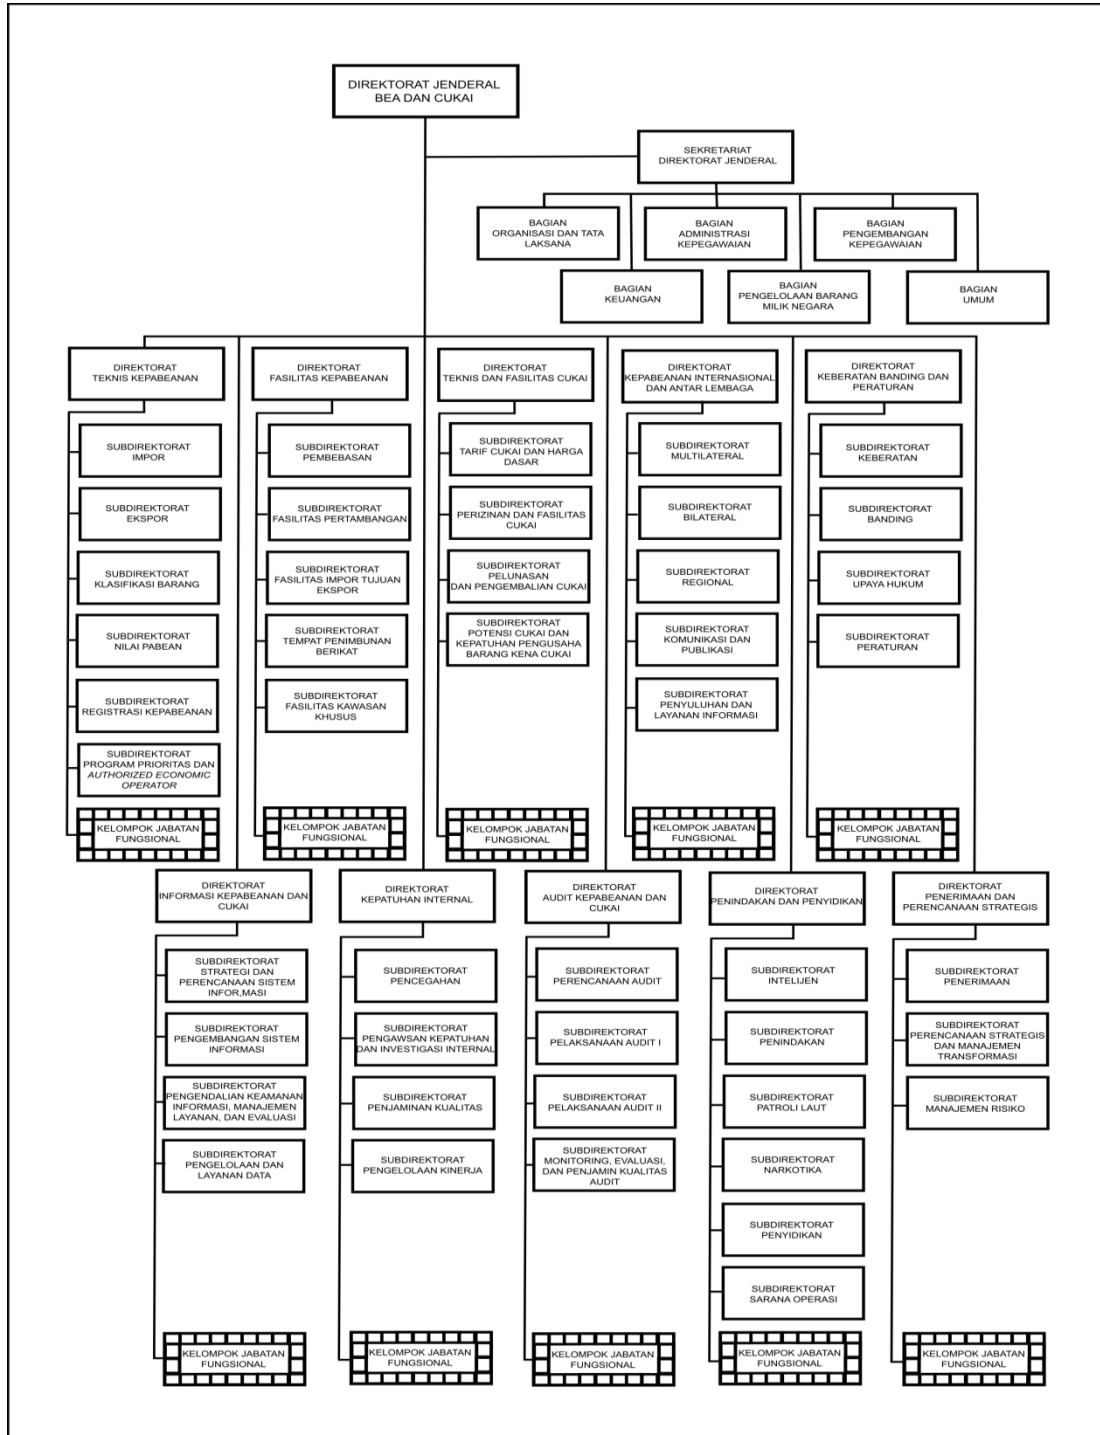 DIREKTORAT JENDERAL
BEA DAN CUKAI
SEKRETARIAT
DIREKTORAT JENDERAL
BAGIAN
ORGANISASI DAN TATA
LAKSANA
BAGIAN
ADMINISTRASI
KEPEGAWAIAN
BAGIAN
PENGEMBANGAN
KEPEGAWAIAN
BAGIAN
KEUANGAN
BAGIAN
PENGELOLAAN BARANG
MILIK NEGARA
BAGIAN
UMUM
DIREKTORAT
TEKNIS KEPABEANAN
SUBDIREKTORAT
IMPOR
SUBDIREKTORAT
EKSPOR
SUBDIREKTORAT
KLASIFIKASI BARANG
SUBDIREKTORAT
NILAI PABEAN
SUBDIREKTORAT
REGISTRASI KEPABEANAN
SUBDIREKTORAT
PROGRAM PRIORITAS DAN
AUTHORIZED ECONOMIC
OPERATOR
KELOMPOK JABATAN
FUNGSIONAL
DIREKTORAT
FASILITAS KEPABEANAN
SUBDIREKTORAT
PEMBEBASAN
SUBDIREKTORAT
FASILITAS PERTAMBANGAN
SUBDIREKTORAT
FASILITAS IMPOR TUJUAN
EKSPOR
SUBDIREKTORAT
TEMPAT PENIMBUNAN
BERIKAT
SUBDIREKTORAT
FASILITAS KAWASAN
KHUSUS
KELOMPOK JABATAN
FUNGSIONAL
DIREKTORAT
TEKNIS DAN FASILITAS CUKAI
SUBDIREKTORAT
TARIF CUKAI DAN HARGA
DASAR
SUBDIREKTORAT
PERIZINAN DAN FASILITAS
CUKAI
SUBDIREKTORAT
PELUNASAN
DAN PENGEMBALIAN CUKAI
SUBDIREKTORAT
POTENSI CUKAI DAN
KEPATUHAN PENGUSAHA
BARANG KENA CUKAI
KELOMPOK JABATAN
FUNGSIONAL
DIREKTORAT
KEPABEANAN INTERNASIONAL
DAN ANTAR LEMBAGA
SUBDIREKTORAT
MULTILATERAL
SUBDIREKTORAT
BILATERAL
SUBDIREKTORAT
REGIONAL
SUBDIREKTORAT
KOMUNIKASI DAN
PUBLIKASI
SUBDIREKTORAT
PENYULUHAN DAN
LAYANAN INFORMASI
KELOMPOK JABATAN
FUNGSIONAL
DIREKTORAT
KEBERATAN BANDING DAN
PERATURAN
SUBDIREKTORAT
KEBERATAN
SUBDIREKTORAT
BANDING
SUBDIREKTORAT
UPAYA HUKUM
SUBDIREKTORAT
PERATURAN
KELOMPOK JABATAN
FUNGSIONAL
DIREKTORAT
INFORMASI KEPABEANAN DAN
CUKAI
SUBDIREKTORAT
STRATEGI DAN
PERENCANAAN SISTEM
INFOR,MASI
SUBDIREKTORAT
PENGEMBANGAN SISTEM
INFORMASI
SUBDIREKTORAT
PENGENDALIAN KEAMANAN
INFORMASI, MANAJEMEN
LAYANAN, DAN EVALUASI
SUBDIREKTORAT
PENGELOLAAN DAN
LAYANAN DATA
KELOMPOK JABATAN
FUNGSIONAL
DIREKTORAT
KEPATUHAN INTERNAL
SUBDIREKTORAT
PENCEGAHAN
SUBDIREKTORAT
PENGAWSAN KEPATUHAN
DAN INVESTIGASI INTERNAL
SUBDIREKTORAT
PENJAMINAN KUALITAS
SUBDIREKTORAT
PENGELOLAAN KINERJA
KELOMPOK JABATAN
FUNGSIONAL
DIREKTORAT
AUDIT KEPABEANAN DAN
CUKAI
SUBDIREKTORAT
PERENCANAAN AUDIT
SUBDIREKTORAT
PELAKSANAAN AUDIT I
SUBDIREKTORAT
PELAKSANAAN AUDIT II
SUBDIREKTORAT
MONITORING, EVALUASI,
DAN PENJAMIN KUALITAS
AUDIT
KELOMPOK JABATAN
FUNGSIONAL
DIREKTORAT
PENINDAKAN DAN PENYIDIKAN
SUBDIREKTORAT
INTELIJEN
SUBDIREKTORAT
PENINDAKAN
SUBDIREKTORAT
PATROLI LAUT
SUBDIREKTORAT
NARKOTIKA
SUBDIREKTORAT
PENYIDIKAN
SUBDIREKTORAT
SARANA OPERASI
KELOMPOK JABATAN
FUNGSIONAL
DIREKTORAT
PENERIMAAN DAN
PERENCANAAN STRATEGIS
SUBDIREKTORAT
PENERIMAAN
SUBDIREKTORAT
PERENCANAAN STRATEGIS
DAN MANAJEMEN
TRANSFORMASI
SUBDIREKTORAT
MANAJEMEN RISIKO
KELOMPOK JABATAN
FUNGSIONAL